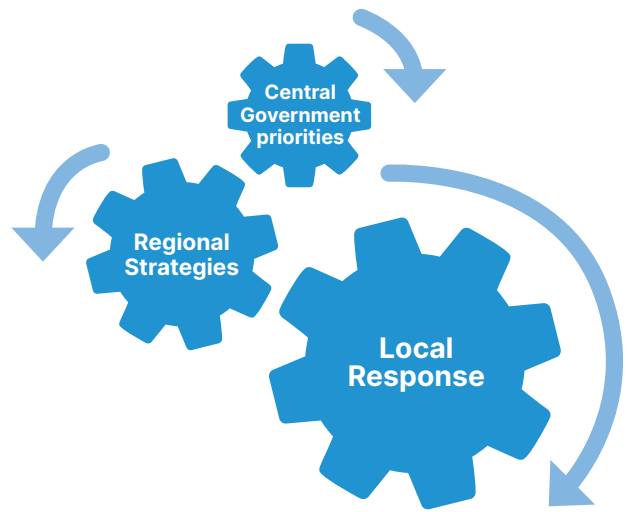 Central
Government
priorities
Regional
Strategies
Local
Response